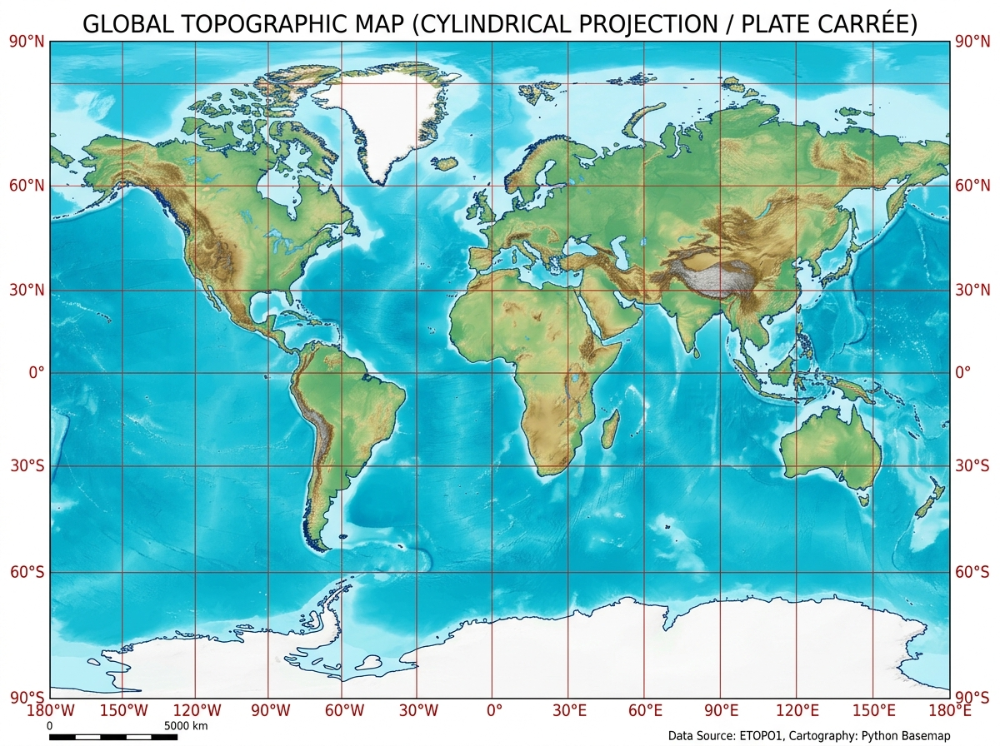 GLOBAL TOPOGRAPHIC MAP (CYLINDRICAL PROJECTION / PLATE CARRÉE)
90°N 90°N
60°N 60°N
30°N 30°N
0° 0°
30°S 30°S
60°S 60°S
90°S 90°S
180°W 150°W 120°W 90°W 60°W 30°W 0° 30°E 60°E 90°E 120°E 150°E 180°E
0 5000 km
Data Source: ETOPO1, Cartography: Python Basemap